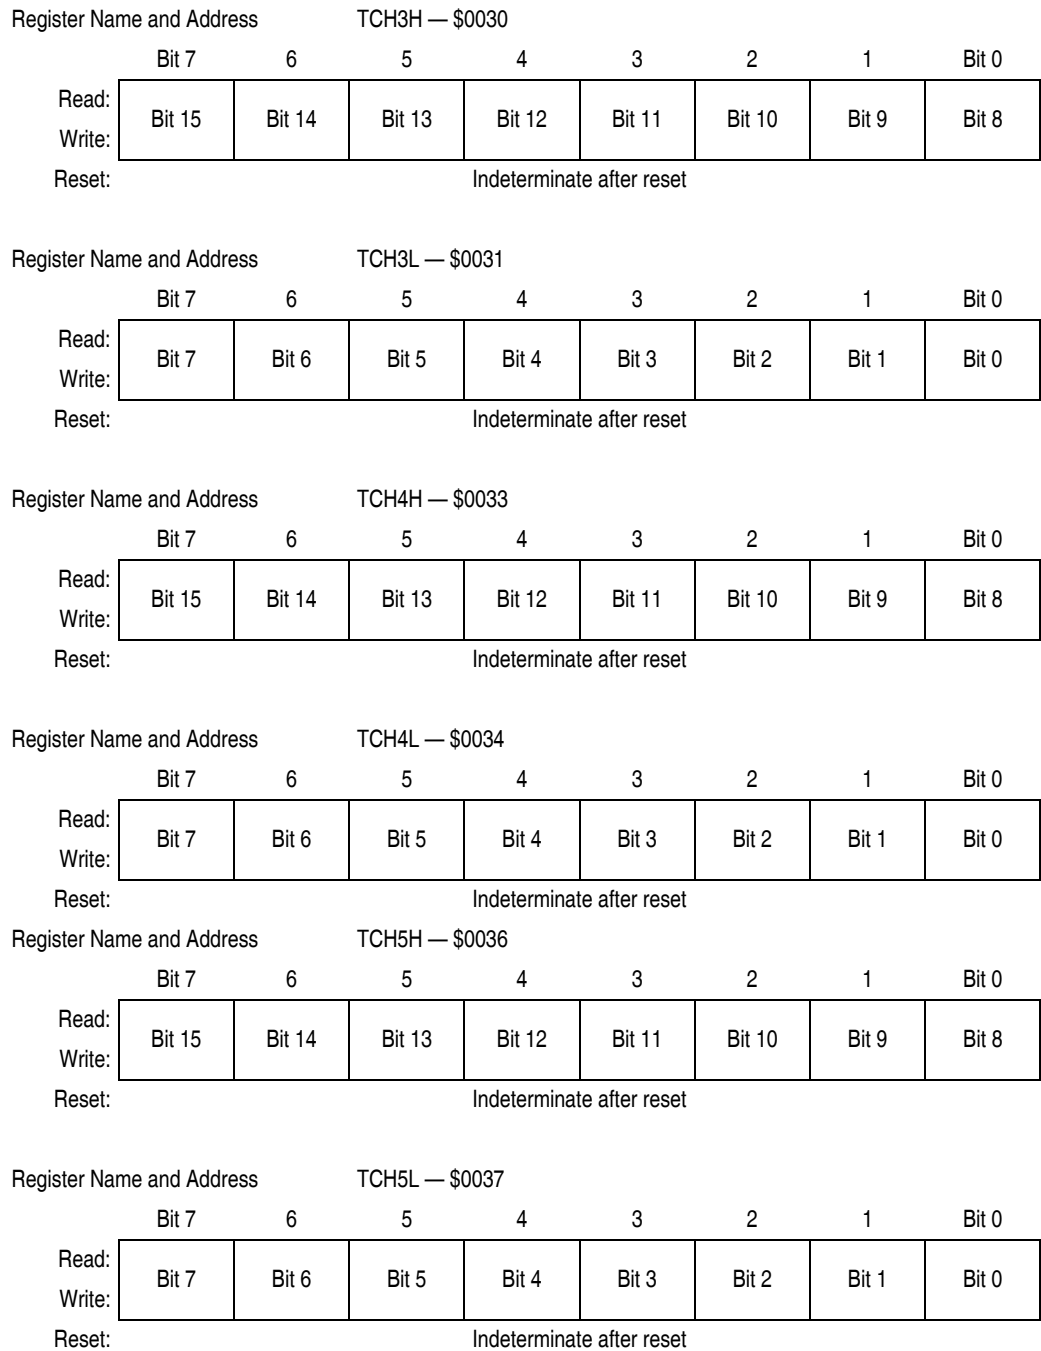 Register Name and Address TCH3H — $0030
Bit 7 6 5 4 3 2 1 Bit 0
Read:
Bit 15 Bit 14 Bit 13 Bit 12 Bit 11 Bit 10 Bit 9 Bit 8
Write:
Reset: Indeterminate after reset
Register Name and Address TCH3L — $0031
Bit 7 6 5 4 3 2 1 Bit 0
Read:
Bit 7 Bit 6 Bit 5 Bit 4 Bit 3 Bit 2 Bit 1 Bit 0
Write:
Reset: Indeterminate after reset
Register Name and Address TCH4H — $0033
Bit 7 6 5 4 3 2 1 Bit 0
Read:
Bit 15 Bit 14 Bit 13 Bit 12 Bit 11 Bit 10 Bit 9 Bit 8
Write:
Reset: Indeterminate after reset
Register Name and Address TCH4L — $0034
Bit 7 6 5 4 3 2 1 Bit 0
Read:
Bit 7 Bit 6 Bit 5 Bit 4 Bit 3 Bit 2 Bit 1 Bit 0
Write:
Reset: Indeterminate after reset
Register Name and Address TCH5H — $0036
Bit 7 6 5 4 3 2 1 Bit 0
Read:
Bit 15 Bit 14 Bit 13 Bit 12 Bit 11 Bit 10 Bit 9 Bit 8
Write:
Reset: Indeterminate after reset
Register Name and Address TCH5L — $0037
Bit 7 6 5 4 3 2 1 Bit 0
Read:
Bit 7 Bit 6 Bit 5 Bit 4 Bit 3 Bit 2 Bit 1 Bit 0
Write:
Reset: Indeterminate after reset